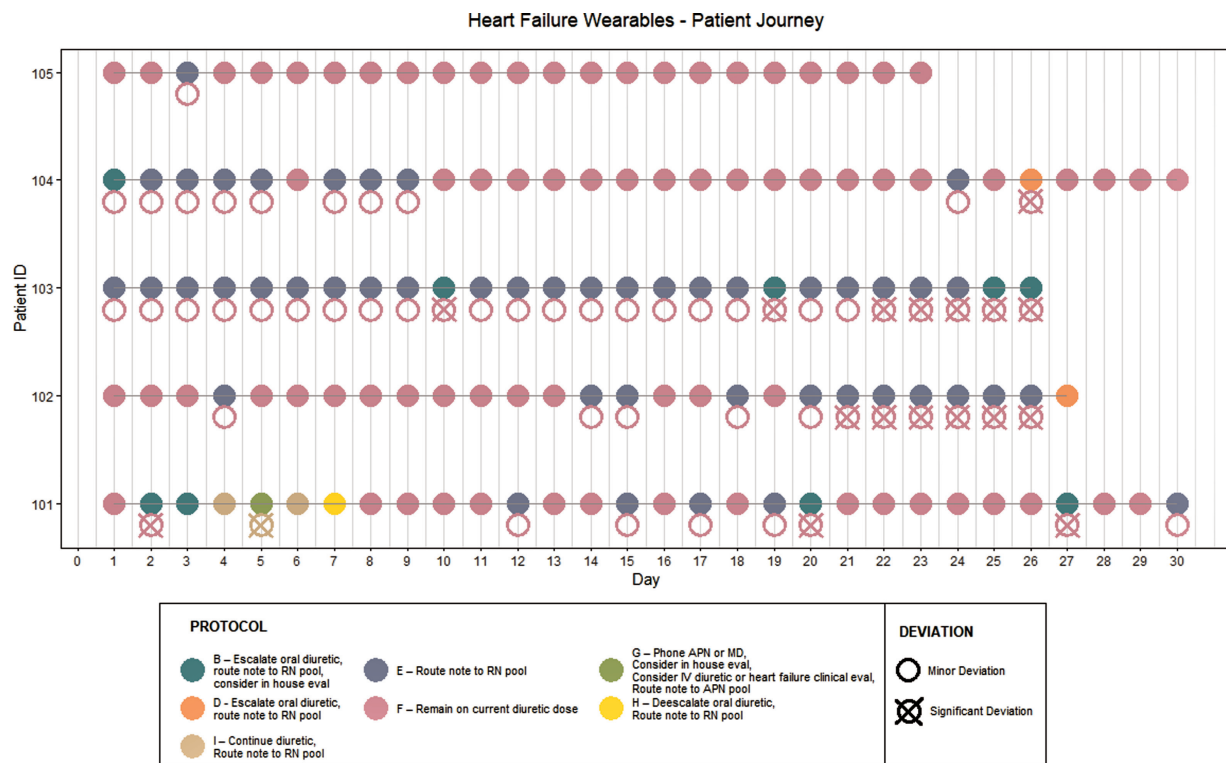 Heart Failure Wearables - Patient Journey
105
104
103
102
101
Patient ID
0 1 2 3 4 5 6 7 8 9 10 11 12 13 14 15 16 17 18 19 20 21 22 23 24 25 26 27 28 29 30
Day
PROTOCOL
B – Escalate oral diuretic,
route note to RN pool,
consider in house eval
D - Escalate oral diuretic,
route note to RN pool
I – Continue diuretic,
Route note to RN pool
E – Route note to RN pool
F – Remain on current diuretic dose
G – Phone APN or MD,
Consider in house eval,
Consider IV diuretic or heart failure clinical eval,
Route note to APN pool
H – Deescalate oral diuretic,
Route note to RN pool
DEVIATION
Minor Deviation
Significant Deviation